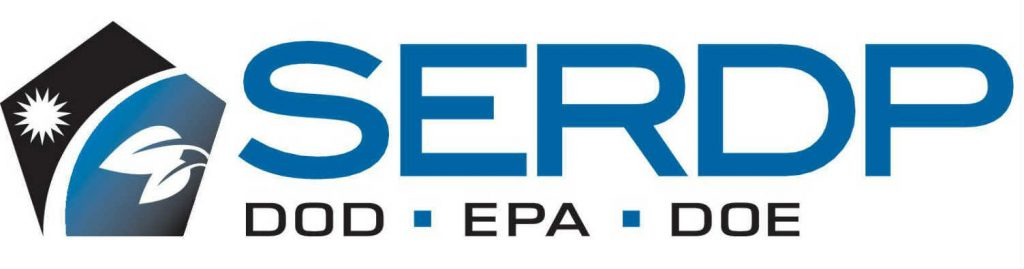 SERDP
DOD ▪ EPA ▪ DOE